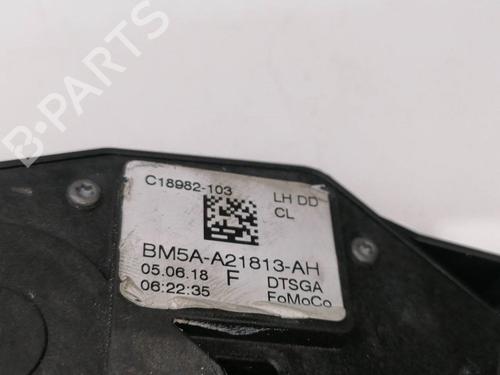 B-PARTS
C18982-103
LH DD
CL
BM5A-A21813-AH
05.06.18 F DTSGA
06:22:35 FoMoCo